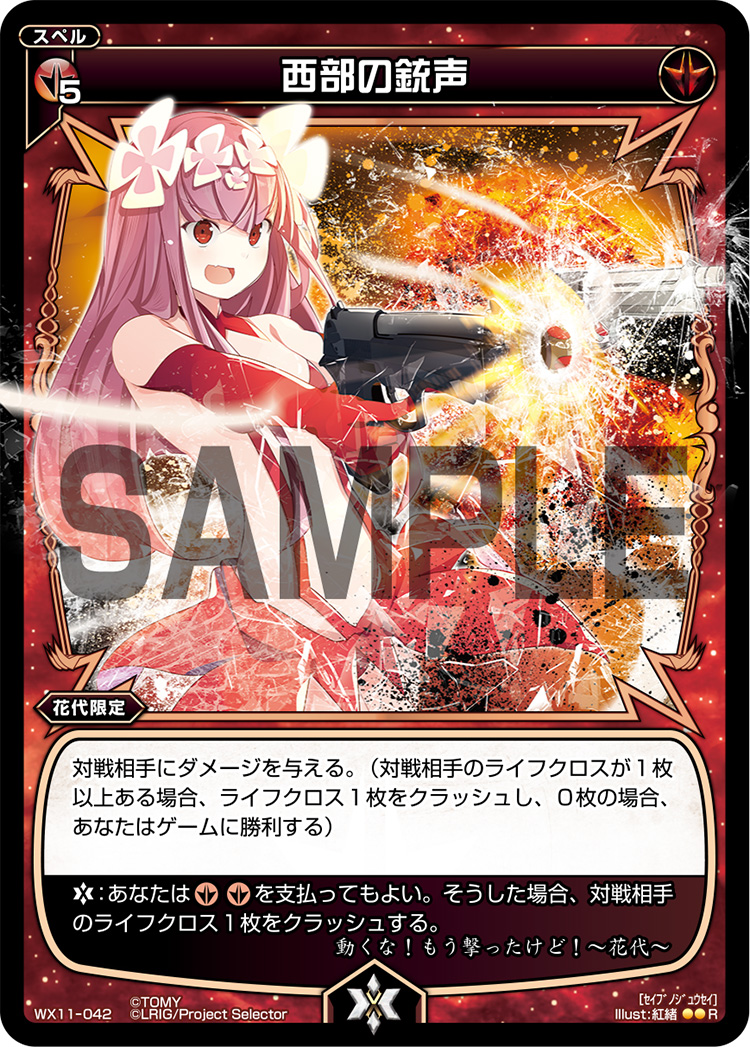 スペル
5
西部の銃声
SAMPLE
花代限定
対戦相手にダメージを与える。（対戦相手のライフクロスが１枚
以上ある場合、ライフクロス１枚をクラッシュし、０枚の場合、
あなたはゲームに勝利する）
：あなたは を支払ってもよい。そうした場合、対戦相手
のライフクロス１枚をクラッシュする。
動くな！もう撃ったけど！～花代～
WX11-042
©TOMY
©LRIG/Project Selector
[ｾｲﾌﾞﾉｼﾞｭｳｾｲ]
Illust:紅緒 R